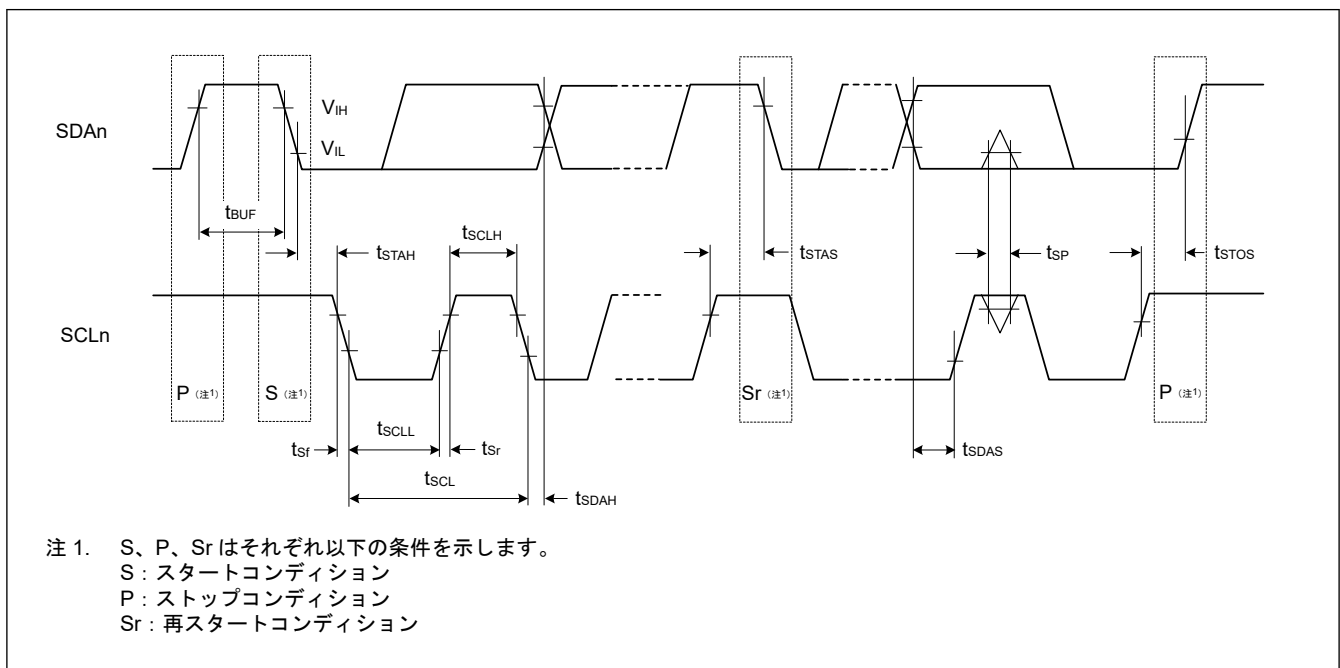 SDAn
VIH
VIL
tBUF
tSTAH
tSCLH
tSTAS
tSP
tSTOS
SCLn
P（注1）
S（注1）
Sr（注1）
P（注1）
tSf
tSCLL
tSr
tSDAS
tSCL
tSDAH
注 1. S、P、Sr はそれぞれ以下の条件を示します。
S：スタートコンディション
P：ストップコンディション
Sr：再スタートコンディション